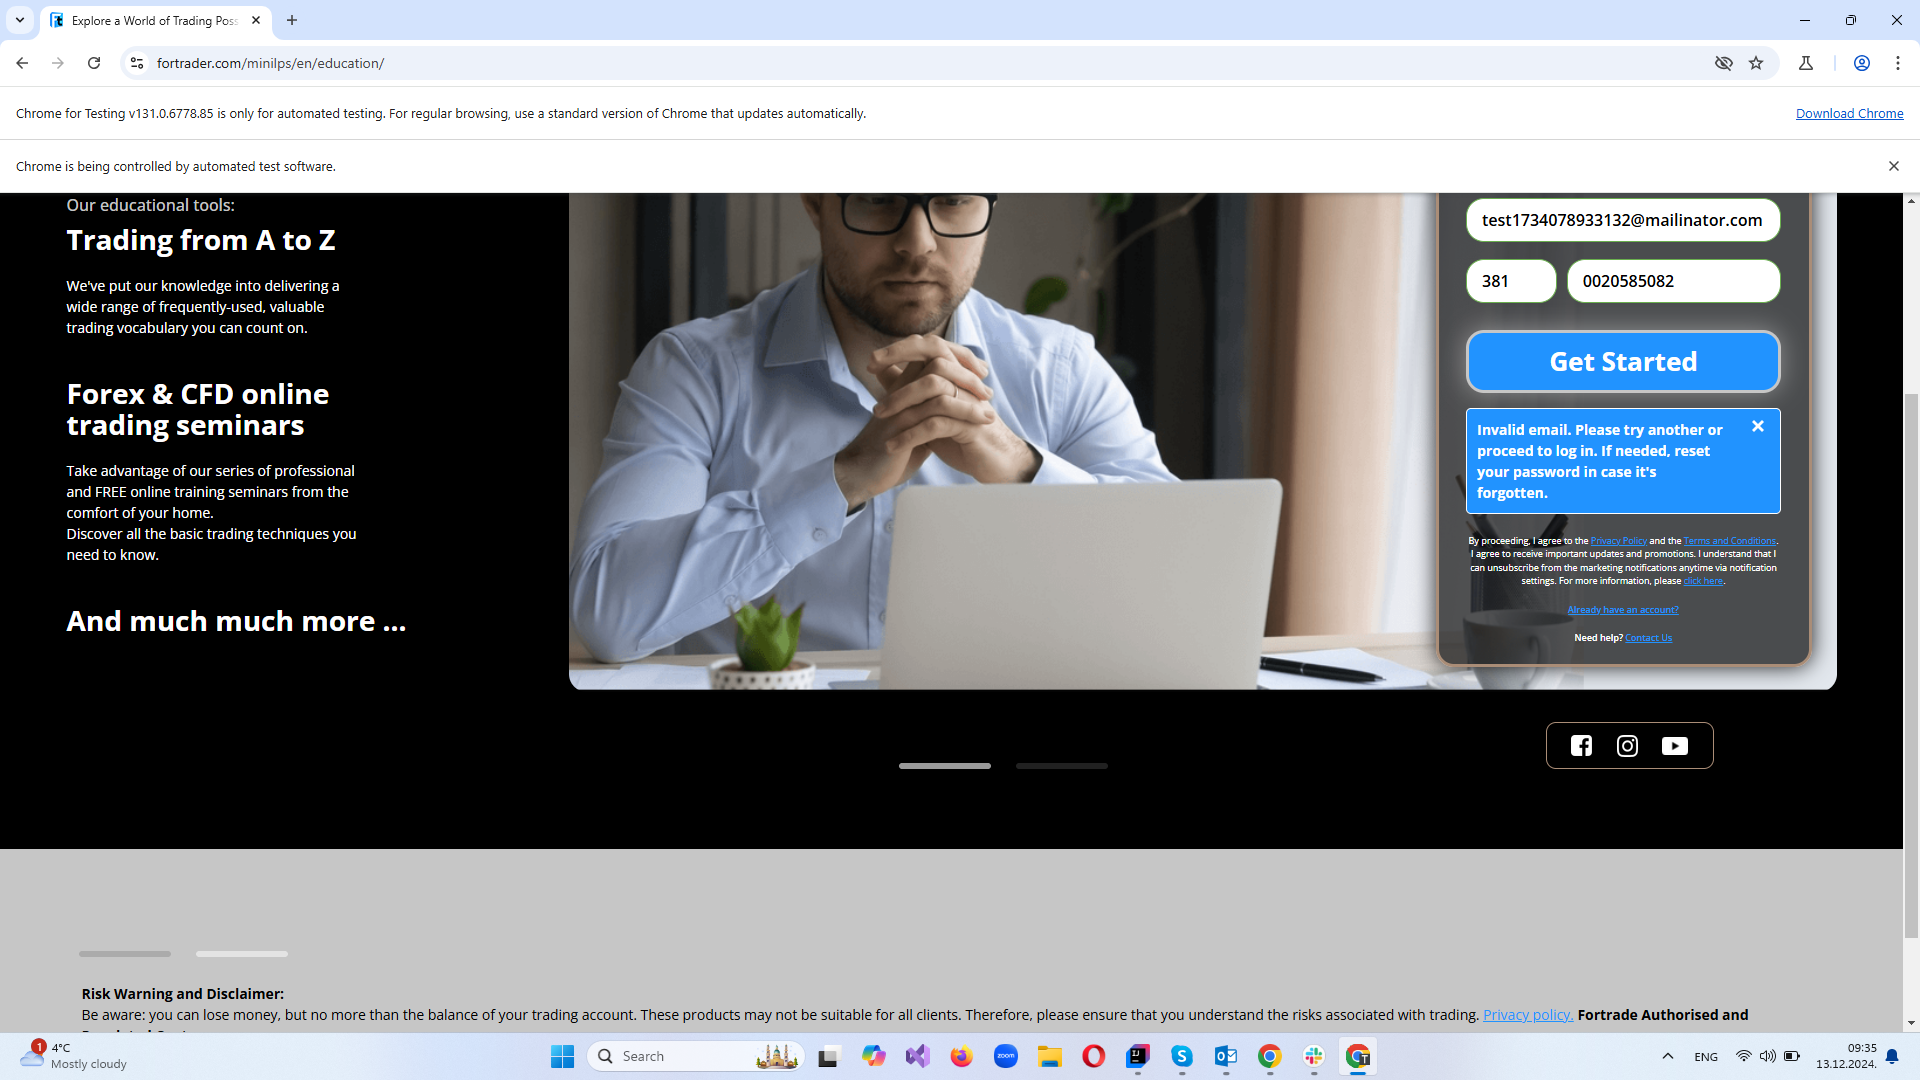 Explore a World of Trading Poss
fortrader.com/minilps/en/education/
Chrome for Testing v131.0.6778.85 is only for automated testing. For regular browsing, use a standard version of Chrome that updates automatically.
Download Chrome
Chrome is being controlled by automated test software.
Our educational tools:
Trading from A to Z
We've put our knowledge into delivering a
wide range of frequently-used, valuable
trading vocabulary you can count on.
Forex & CFD online
trading seminars
Take advantage of our series of professional
and FREE online training seminars from the
comfort of your home.
Discover all the basic trading techniques you
need to know.
And much much more ...
test1734078933132@mailinator.com
381
0020585082
Get Started
Invalid email. Please try another or
proceed to log in. If needed, reset
your password in case it's
forgotten.
By proceeding, I agree to the Privacy Policy and the Terms and Conditions.
I agree to receive important updates and promotions. I understand that I
can unsubscribe from the marketing notifications anytime via notification
settings. For more information, please click here.
Already have an account?
Need help? Contact Us
Risk Warning and Disclaimer:
Be aware: you can lose money, but no more than the balance of your trading account. These products may not be suitable for all clients. Therefore, please ensure that you understand the risks associated with trading. Privacy policy. Fortrade Authorised and
1
4°C
Mostly cloudy
Search
zoom
ENG
09:35
13.12.2024.